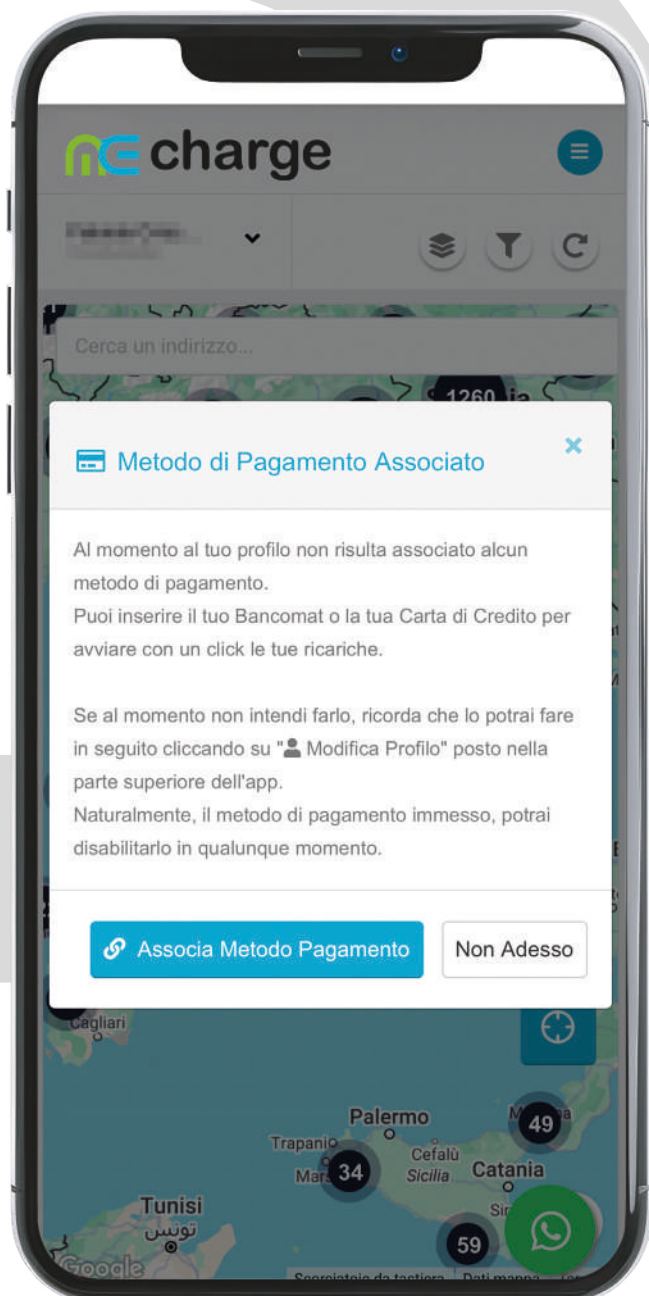 charge
Cerca un indirizzo...
1260
Metodo di Pagamento Associato
×
Al momento al tuo profilo non risulta associato alcun
metodo di pagamento.
Puoi inserire il tuo Bancomat o la tua Carta di Credito per
avviare con un click le tue ricariche.
Se al momento non intendi farlo, ricorda che lo potrai fare
in seguito cliccando su " Modifica Profilo" posto nella
parte superiore dell'app.
Naturalmente, il metodo di pagamento immesso, potrai
disabilitarlo in qualunque momento.
Associa Metodo Pagamento
Non Adesso
Cagliari
Palermo
49
Trapani
Cefalù
34
Sicilia
Catania
Tunisi
تونس
59
Google
Scorciatoie da tastiera
Dati mappa